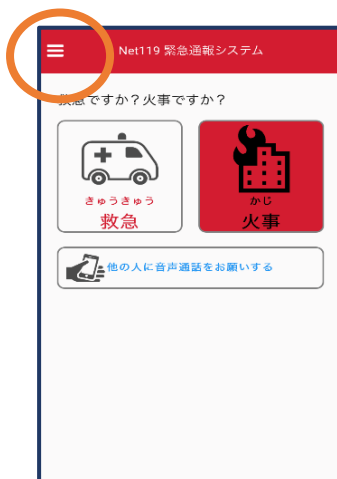 Net119 緊急通報システム
救急ですか？火事ですか？
きゅうきゅう
救急
かじ
火事
他の人に音声通話をお願いする